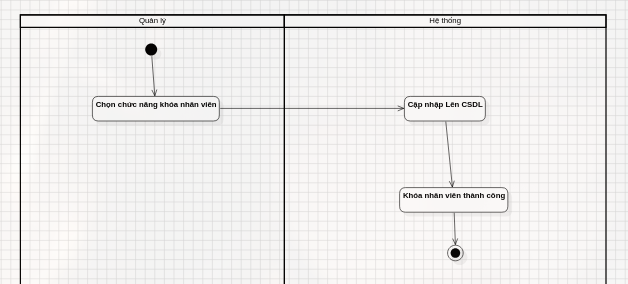 Quản lý
Hệ thống
Chọn chức năng khóa nhân viên
Cập nhập Lên CSDL
Khóa nhân viên thành công